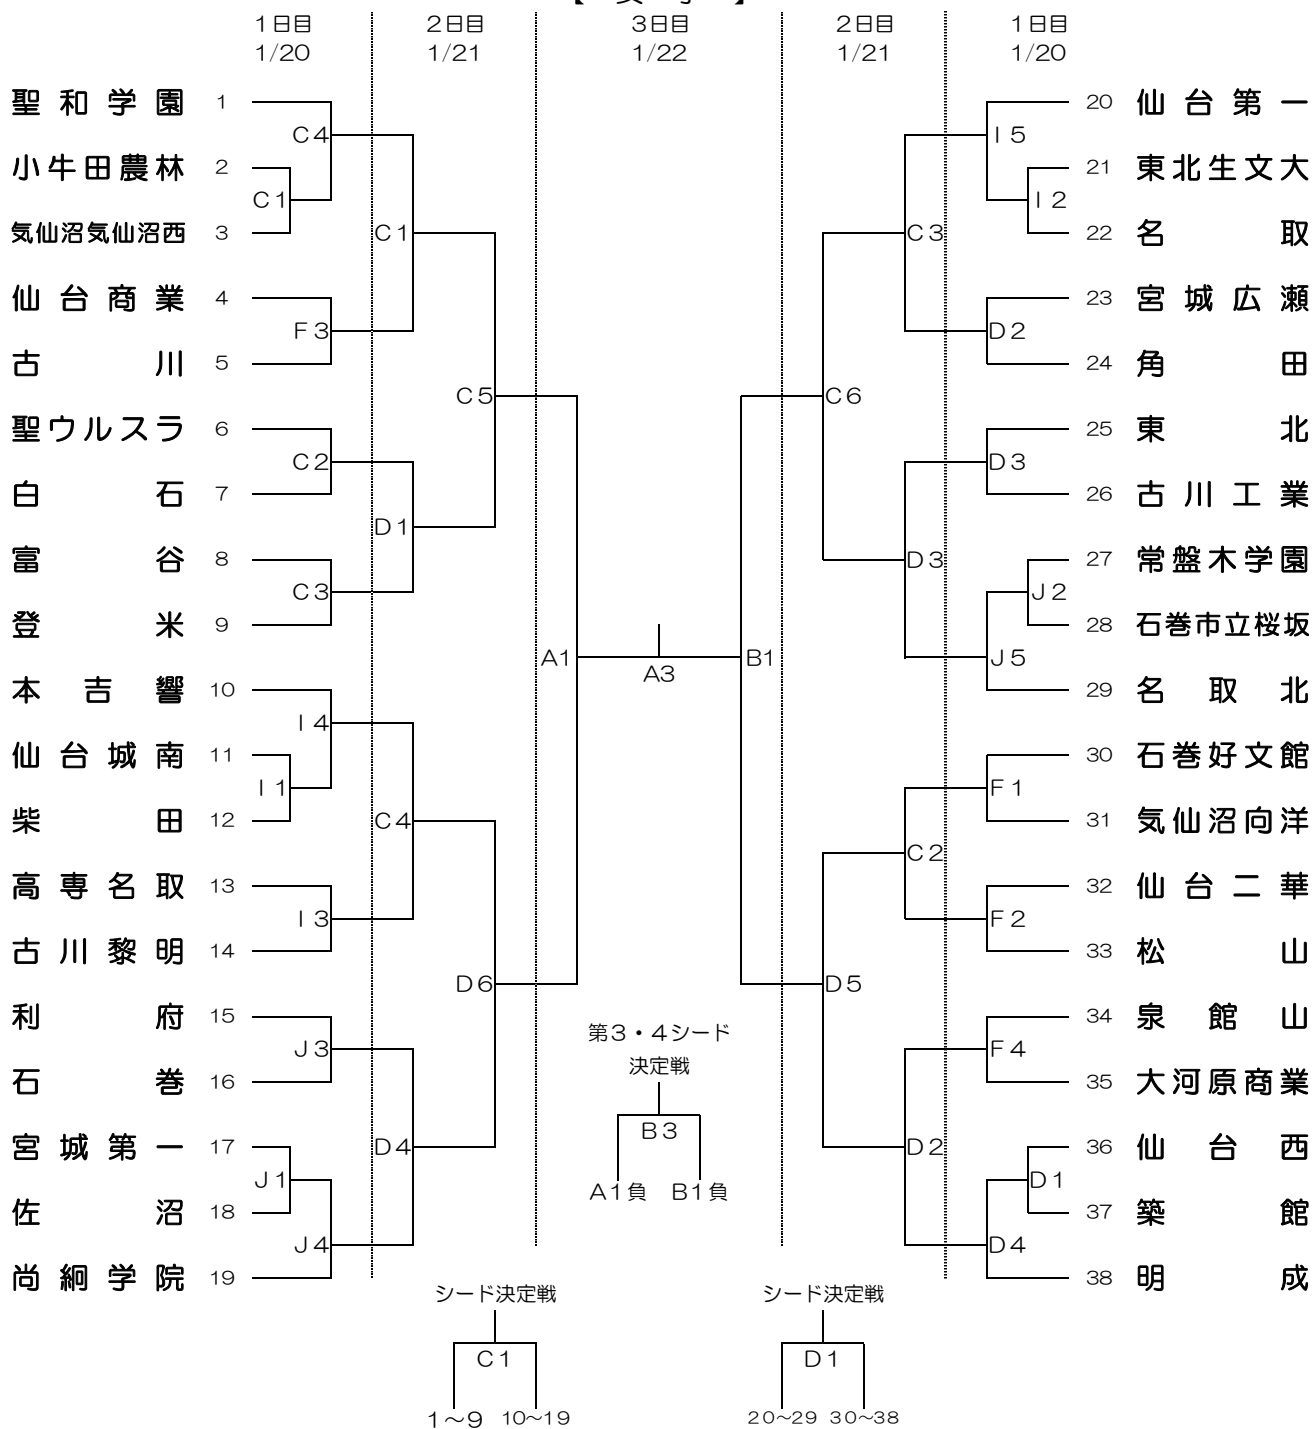 1日目 2日目 3日目 2日目 1日目
1/20 1/21 1/22 1/21 1/20
聖和学園 1 20 仙台第一
C4 I5
小牛田農林 2 21 東北生文大
C1 I2
気仙沼気仙沼西 3 C1 C3 22 名取
仙台商業 4 23 宮城広瀬
F3 D2
古川 5 24 角田
C5 C6
聖ウルスラ 6 25 東北
C2 D3
白石 7 26 古川工業
D1
富谷 8 D3 27 常盤木学園
C3 J2
登米 9 28 石巻市立桜坂
A1 A3 B1 J5
本吉響 10 29 名取北
I4
仙台城南 11 30 石巻好文館
I1 F1
柴田 12 C4 31 気仙沼向洋
C2
高専名取 13 32 仙台二華
I3 F2
古川黎明 14 33 松山
D6 D5
利府 15 34 泉館山
第3・4シード
J3 F4
決定戦
石巻 16 35 大河原商業
B3
宮城第一 17 D4 D2 36 仙台西
J1 A1負 B1負 D1
佐沼 18 37 築館
J4 D4
尚絅学院 19 38 明成
シード決定戦 シード決定戦
C1 D1
1～9 10～19 20～29 30～38